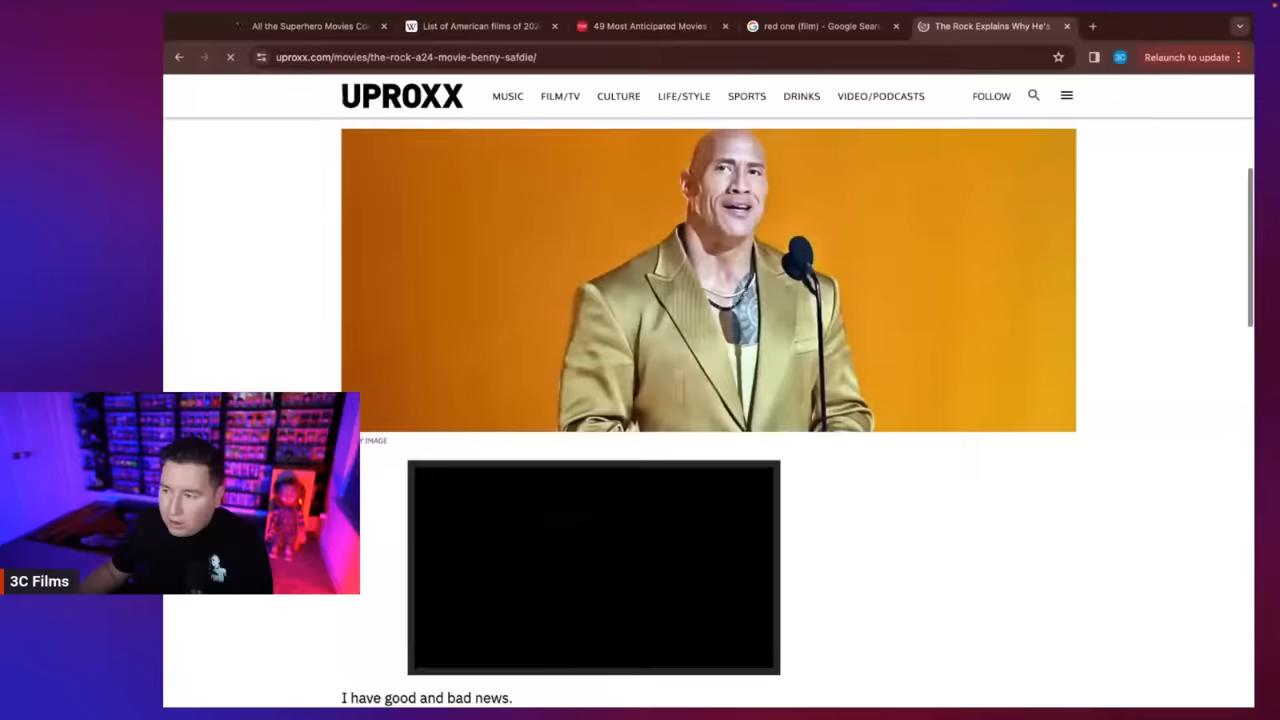 All the Superhero Movies Co
List of American films of 202
49 Most Anticipated Movies
red one (film) - Google Sear
The Rock Explains Why He's
uproxx.com/movies/the-rock-a24-movie-benny-safdie/
3C
Relaunch to update
UPROXX
MUSIC
FILM/TV
CULTURE
LIFE/STYLE
SPORTS
DRINKS
VIDEO/PODCASTS
FOLLOW
IMAGE
3C Films
I have good and bad news.